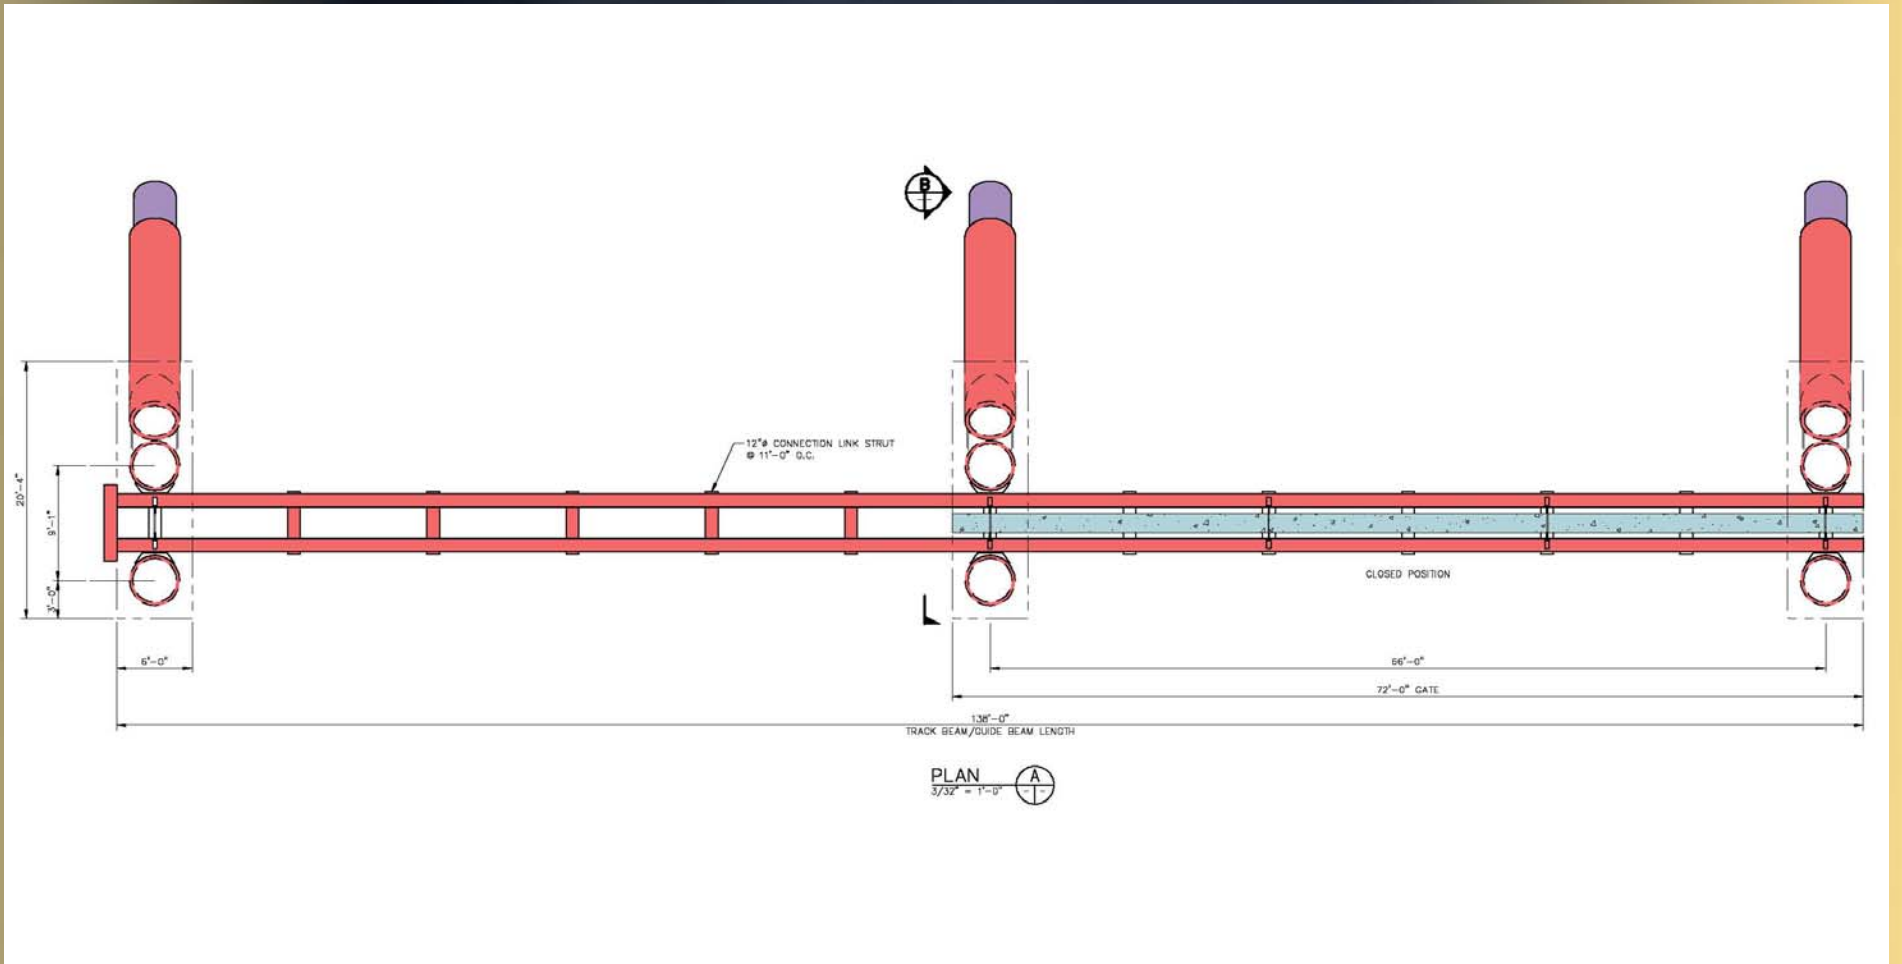 B
12"ø CONNECTION LINK STRUT
@ 11'-0" O.C.
20'-4"
9'-1"
3'-0"
CLOSED POSITION
6'-0"
66'-0"
72'-0" GATE
138'-0"
TRACK BEAM/GUIDE BEAM LENGTH
PLAN
3/32" = 1'-0"
A